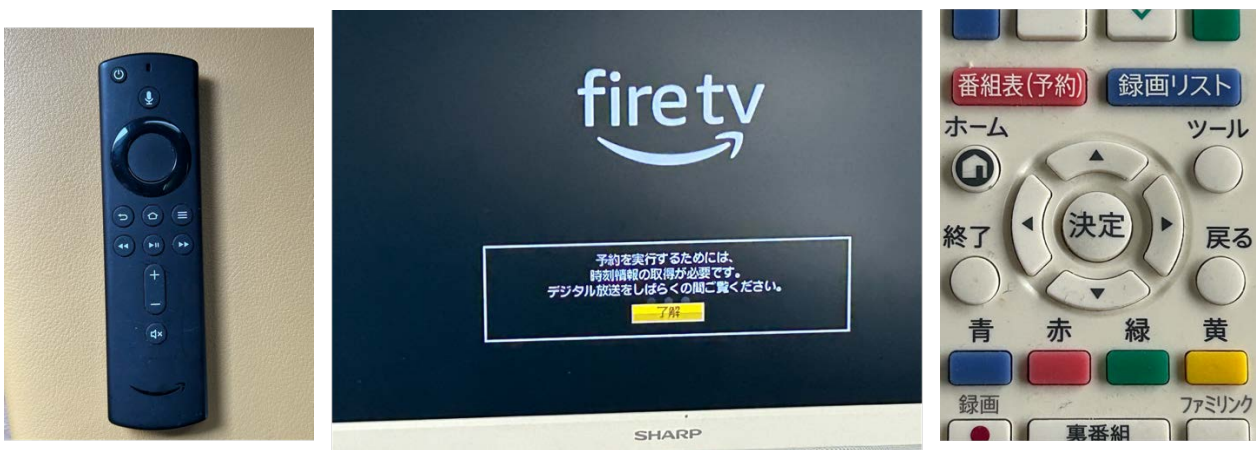 fire tv
予約を実行するためには、
時刻情報の取得が必要です。
デジタル放送をしばらくの間ご覧ください。
了解
SHARP
番組表(予約) 録画リスト
ホーム ツール
決定
終了 戻る
青 赤 緑 黄
録画 ファミリンク
裏番組